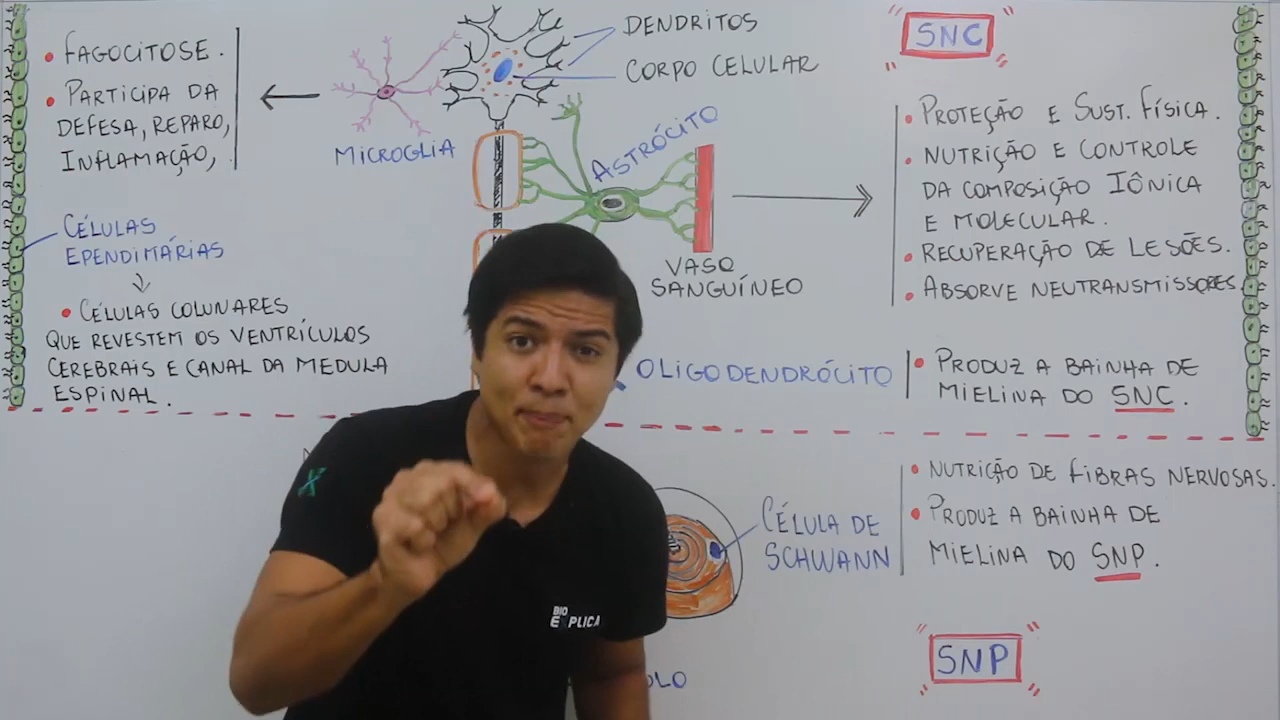 FAGOCITOSE.
PARTICIPA DA
DEFESA, REPARO,
INFLAMAÇÃO,
CÉLULAS
EPENDIMÁRIAS
CÉLULAS COLUNARES
QUE REVESTEM OS VENTRÍCULOS
CEREBRAIS E CANAL DA MEDULA
ESPINAL.
MICROGLIA
DENDRITOS
CORPO CELULAR
ASTRÓCITO
VASO
SANGUÍNEO
SNC
PROTEÇÃO E SUST. FÍSICA.
NUTRIÇÃO E CONTROLE
DA COMPOSIÇÃO IÔNICA
E MOLECULAR.
RECUPERAÇÃO DE LESÕES.
ABSORVE NEUTRANSMISSORES.
OLIGODENDRÓCITO
PRODUZ A BAINHA DE
MIELINA DO SNC.
CÉLULA DE
SCHWANN
NUTRIÇÃO DE FIBRAS NERVOSAS.
PRODUZ A BAINHA DE
MIELINA DO SNP.
SNP
BIO
EXPLICA